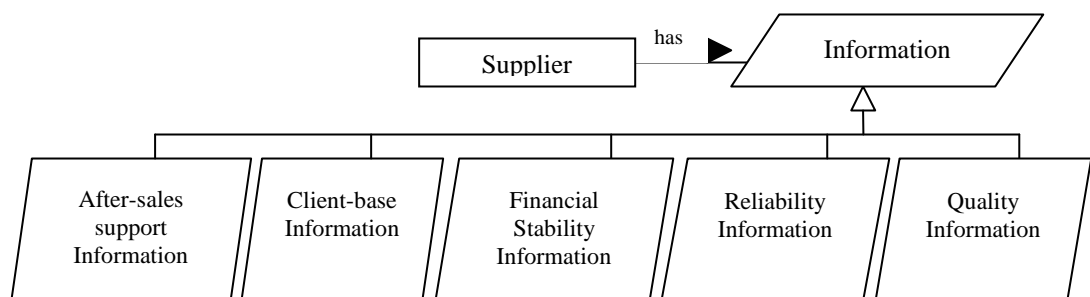 has
Supplier
Information
After-sales
support
Information
Client-base
Information
Financial
Stability
Information
Reliability
Information
Quality
Information